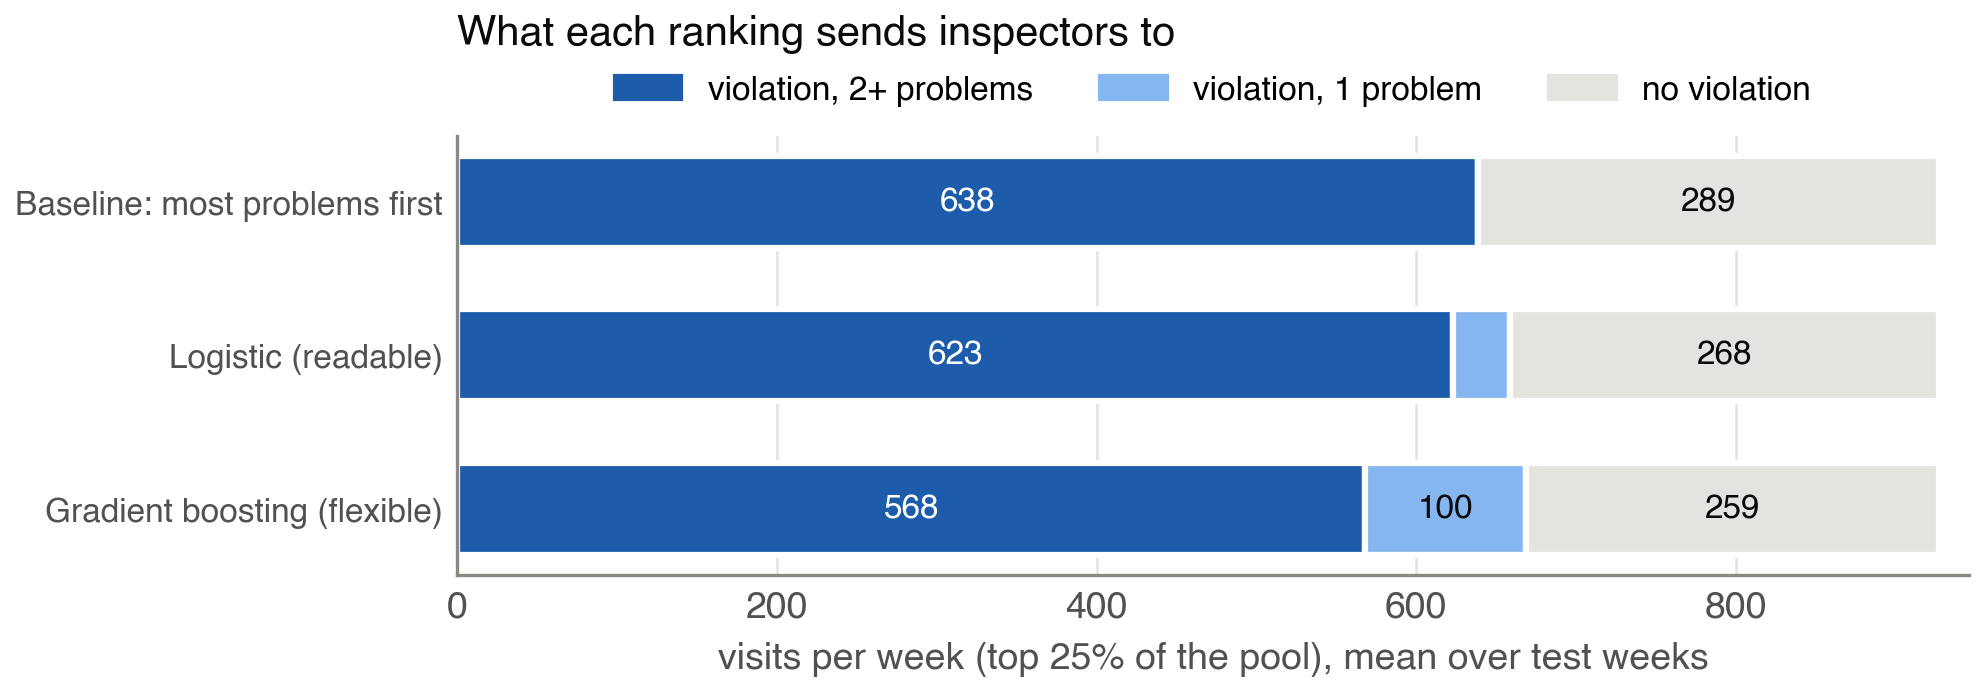 What each ranking sends inspectors to
violation, 2+ problems
violation, 1 problem
no violation
Baseline: most problems first
638
289
Logistic (readable)
623
268
Gradient boosting (flexible)
568
100
259
0
200
400
600
800
visits per week (top 25% of the pool), mean over test weeks